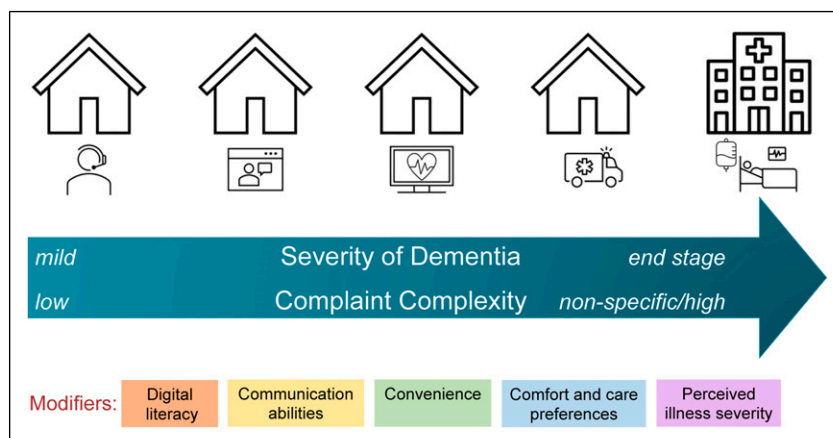 mild Severity of Dementia end stage
low Complaint Complexity non-specific/high
Modifiers:
Digital
literacy
Communication
abilities
Convenience
Comfort and care
preferences
Perceived
illness severity